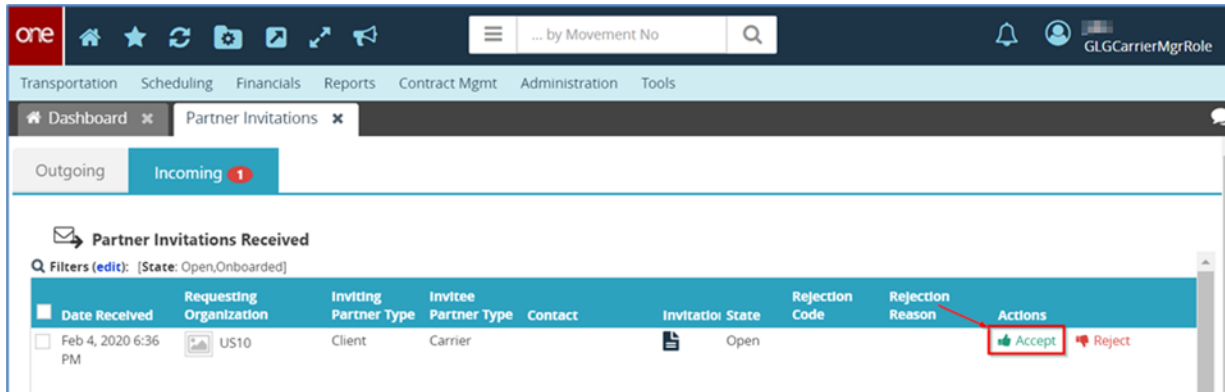 one
... by Movement No
GLGCarrierMgrRole
Transportation Scheduling Financials Reports Contract Mgmt Administration Tools
Dashboard Partner Invitations
Outgoing Incoming 1
Partner Invitations Received
Filters (edit): [State: Open,Onboarded]
Requesting Inviting Invitee Rejection Rejection
Date Received Organization Partner Type Partner Type Contact Invitatio State Code Reason Actions
Feb 4, 2020 6:36 US10 Client Carrier Open Accept Reject
PM